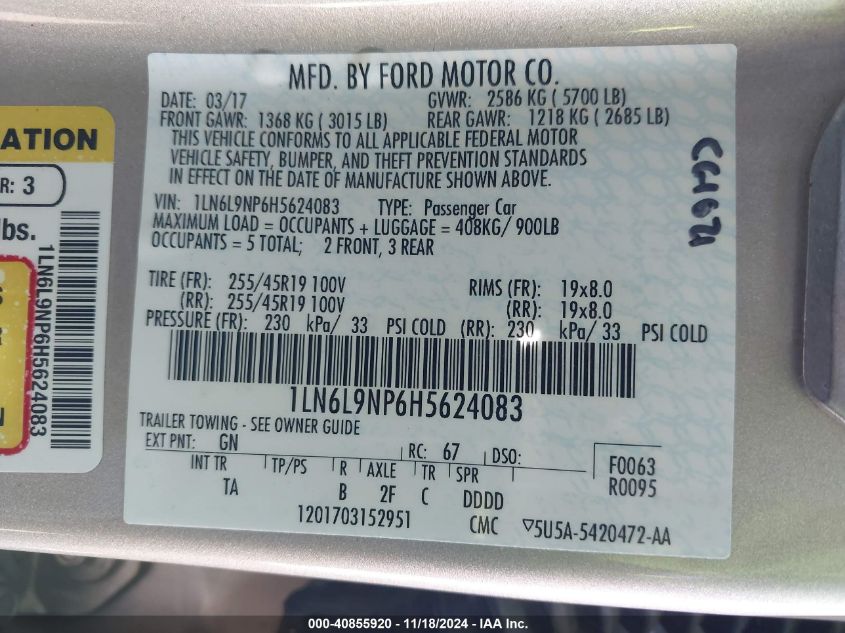 MFD. BY FORD MOTOR CO.
DATE: 03/17 GVWR: 2586 KG ( 5700 LB)
FRONT GAWR: 1368 KG ( 3015 LB) REAR GAWR: 1218 KG ( 2685 LB)
THIS VEHICLE CONFORMS TO ALL APPLICABLE FEDERAL MOTOR
VEHICLE SAFETY, BUMPER, AND THEFT PREVENTION STANDARDS
IN EFFECT ON THE DATE OF MANUFACTURE SHOWN ABOVE.
VIN: 1LN6L9NP6H5624083 TYPE: Passenger Car
MAXIMUM LOAD = OCCUPANTS + LUGGAGE = 408KG/ 900LB
OCCUPANTS = 5 TOTAL; 2 FRONT, 3 REAR
TIRE (FR): 255/45R19 100V RIMS (FR): 19x8.0
(RR): 255/45R19 100V (RR): 19x8.0
PRESSURE (FR): 230 kPa/ 33 PSI COLD (RR): 230 kPa/ 33 PSI COLD
1LN6L9NP6H5624083
TRAILER TOWING - SEE OWNER GUIDE
EXT PNT: GN RC: 67 DSO: F0063
INT TR TP/PS R AXLE TR SPR R0095
TA B 2F C DDDD
1201703152951 CMC ▽5U5A-5420472-AA
ATION
R: 3
lbs.
1LN6L9NP6H5624083
000-40855920 - 11/18/2024 - IAA Inc.